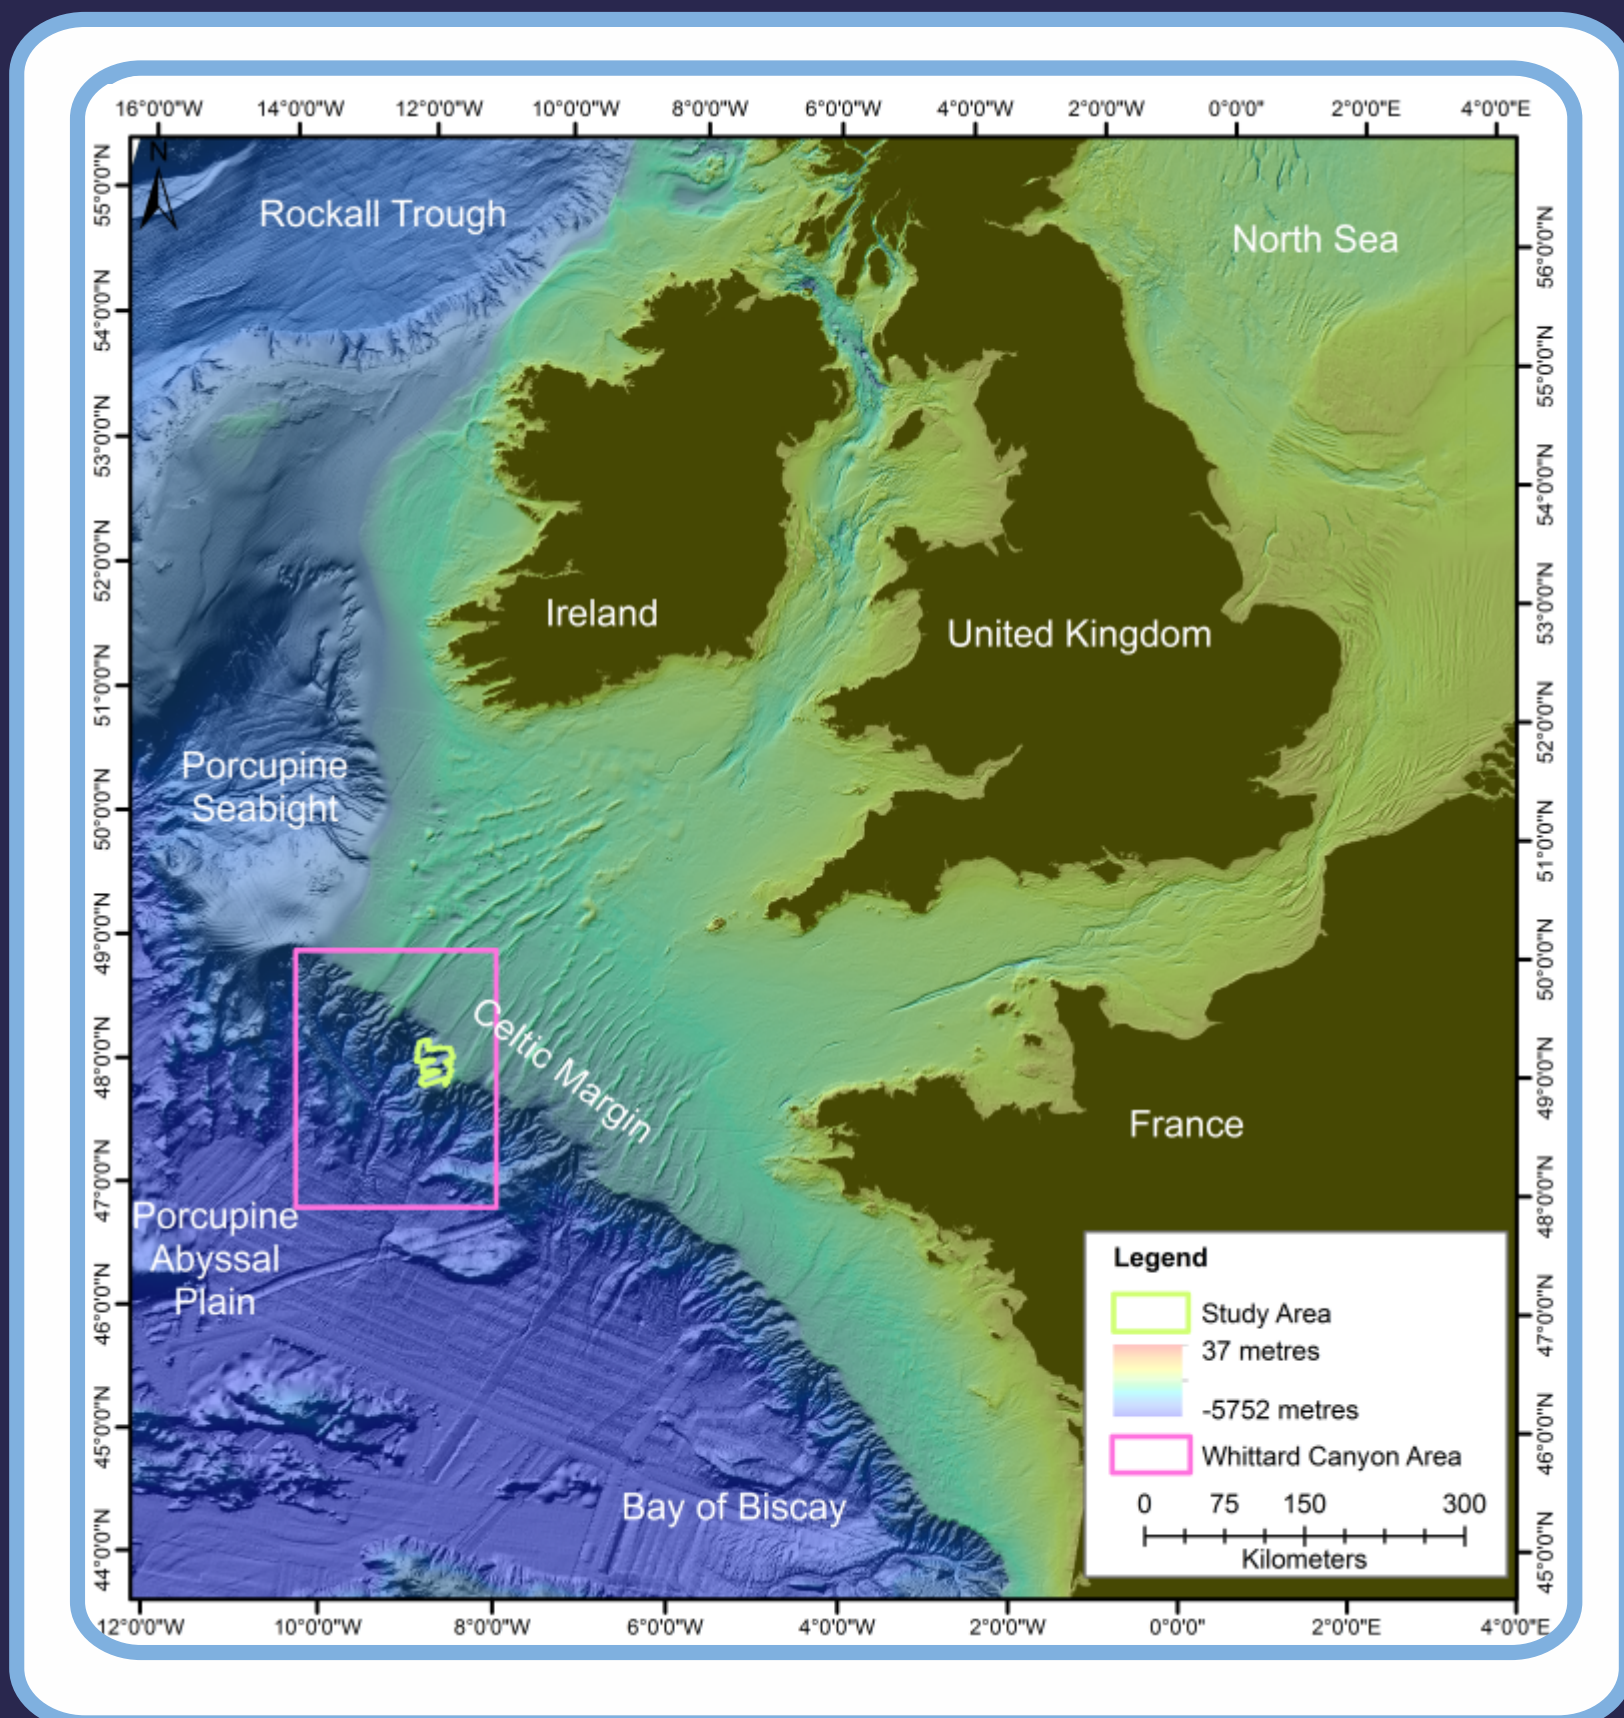 16°0'0"W 14°0'0"W 12°0'0"W 10°0'0"W 8°0'0"W 6°0'0"W 4°0'0"W 2°0'0"W 0°0'0" 2°0'0"E 4°0'0"E
N
55°0'0"N
54°0'0"N
53°0'0"N
52°0'0"N
51°0'0"N
50°0'0"N
49°0'0"N
48°0'0"N
47°0'0"N
46°0'0"N
45°0'0"N
44°0'0"N
Rockall Trough
North Sea
Ireland
United Kingdom
Porcupine
Seabight
Celtic Margin
France
Porcupine
Abyssal
Plain
Bay of Biscay
56°0'0"N
55°0'0"N
54°0'0"N
53°0'0"N
52°0'0"N
51°0'0"N
50°0'0"N
49°0'0"N
48°0'0"N
47°0'0"N
46°0'0"N
45°0'0"N
Legend
Study Area
37 metres
-5752 metres
Whittard Canyon Area
0 75 150 300
Kilometers
12°0'0"W 10°0'0"W 8°0'0"W 6°0'0"W 4°0'0"W 2°0'0"W 0°0'0" 2°0'0"E 4°0'0"E